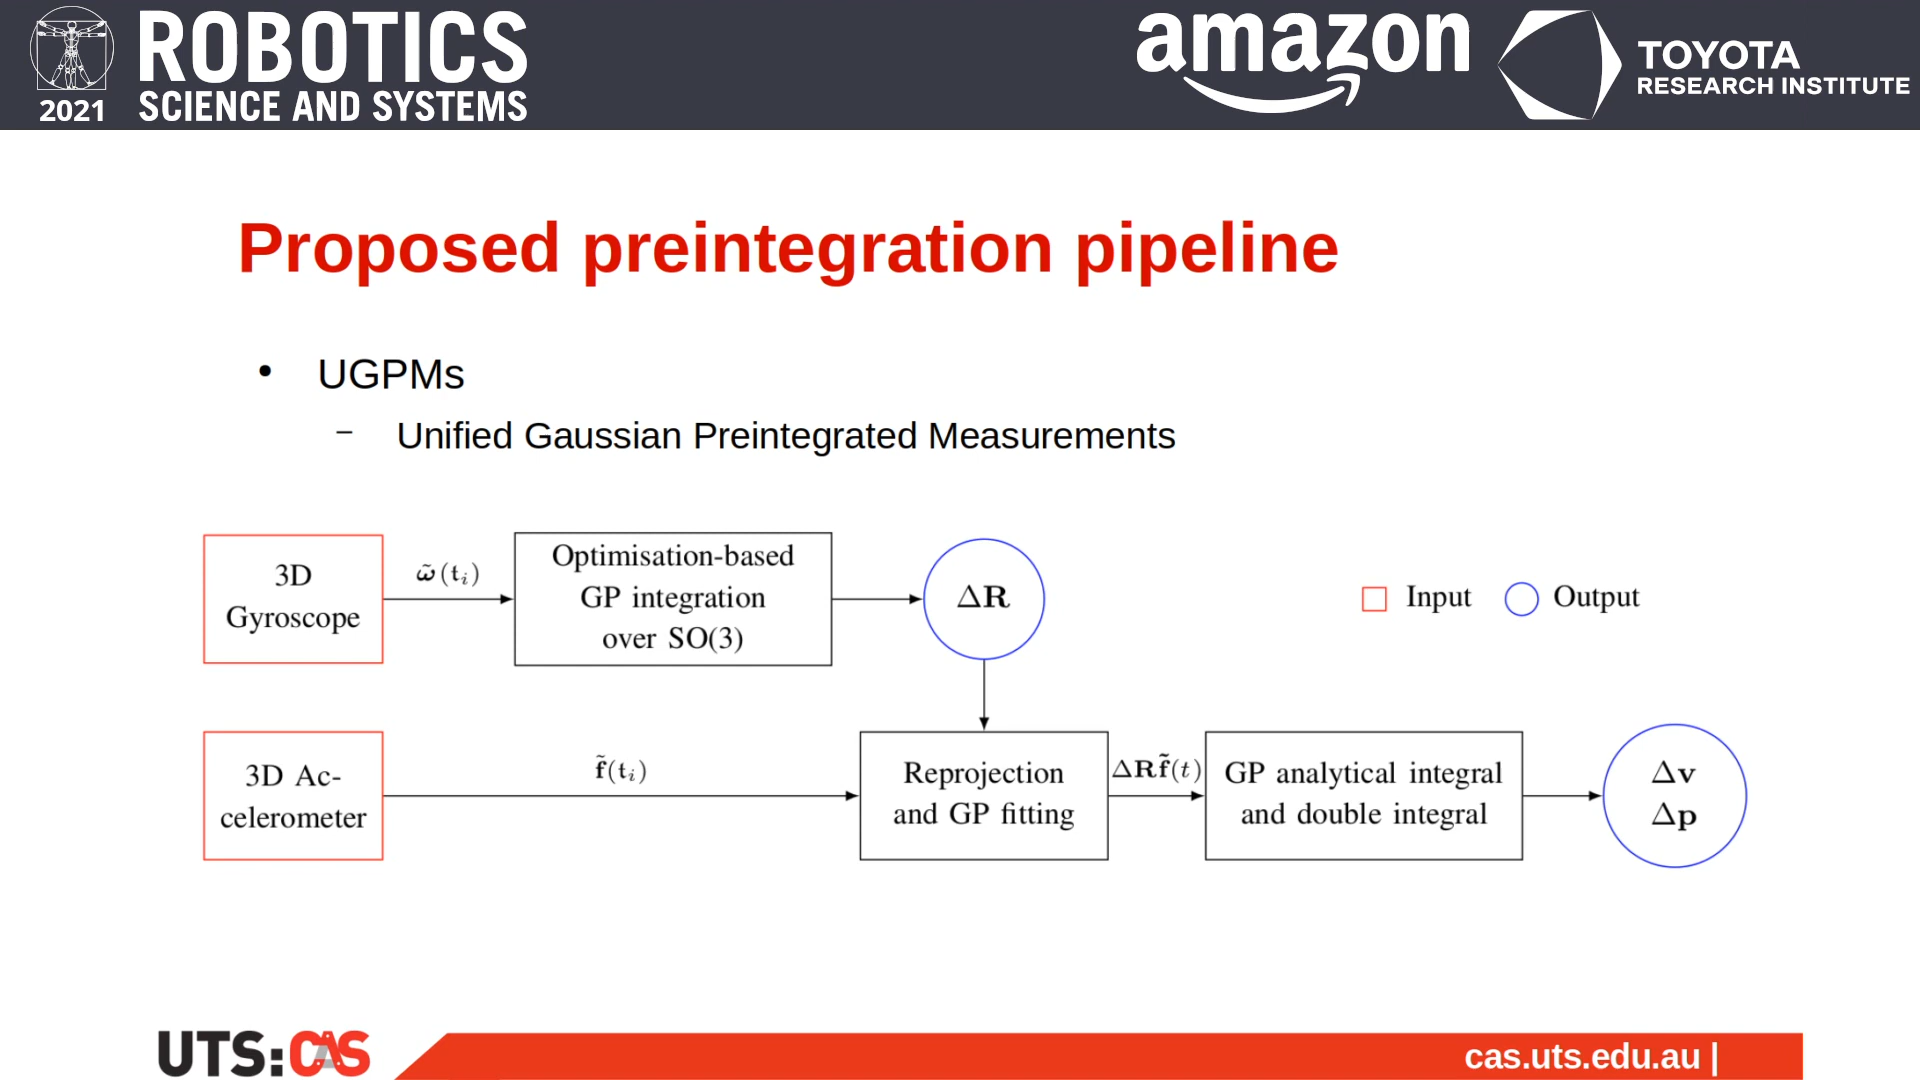 ROBOTICS
SCIENCE AND SYSTEMS
2021
amazon
TOYOTA
RESEARCH INSTITUTE
Proposed preintegration pipeline
• UGPMs
– Unified Gaussian Preintegrated Measurements
3D
Gyroscope
ω̃(tᵢ)
Optimisation-based
GP integration
over SO(3)
ΔR
Input
Output
3D Ac-
celerometer
f̃(tᵢ)
Reprojection
and GP fitting
ΔRf̃(t)
GP analytical integral
and double integral
Δv
Δp
UTS:CAS
cas.uts.edu.au |